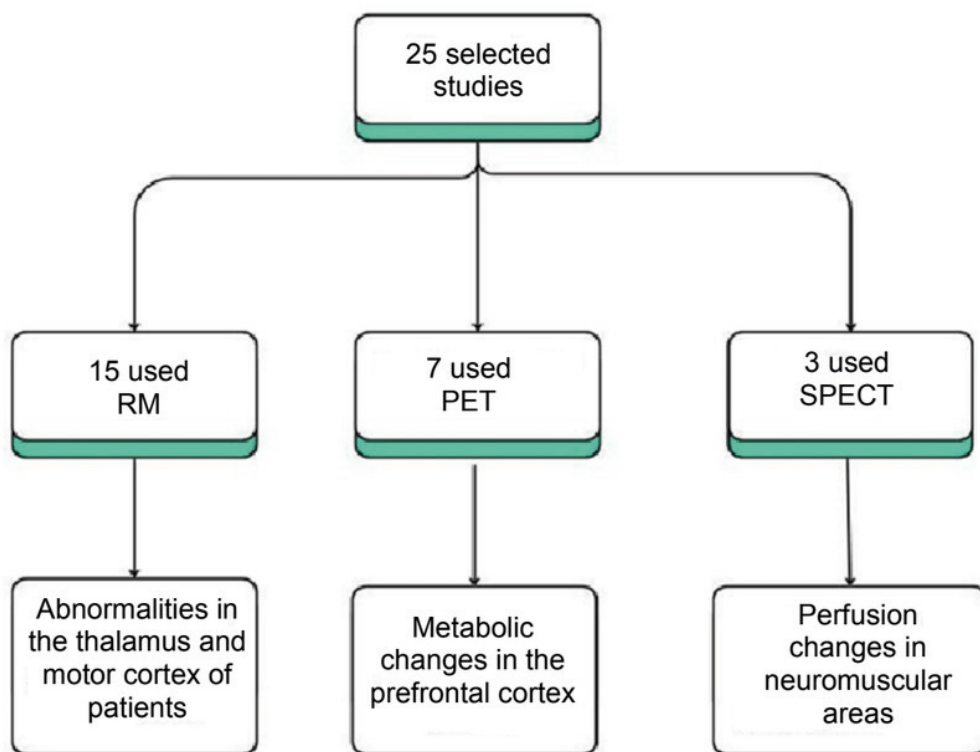 25 selected
studies
15 used
RM
7 used
PET
3 used
SPECT
Abnormalities in
the thalamus and
motor cortex of
patients
Metabolic
changes in the
prefrontal cortex
Perfusion
changes in
neuromuscular
areas